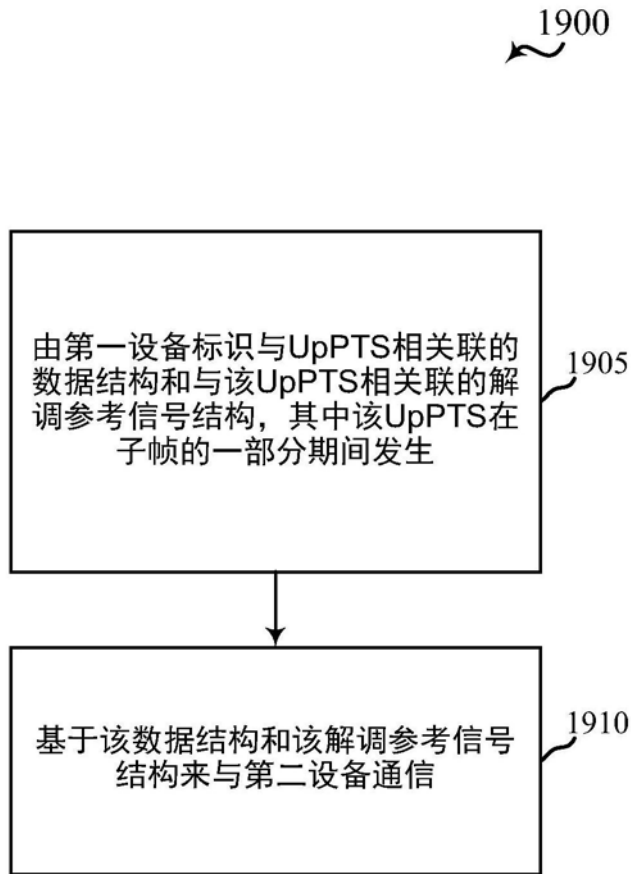 1900
由第一设备标识与UpPTS相关联的
数据结构和与该UpPTS相关联的解
调参考信号结构，其中该UpPTS在
子帧的一部分期间发生
1905
基于该数据结构和该解调参考信号
结构来与第二设备通信
1910